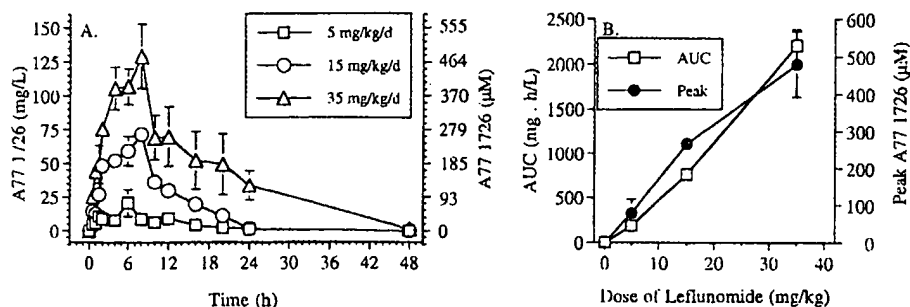 A.
A77 1726 (mg/L)
150
125
100
75
50
25
0
5 mg/kg/d
15 mg/kg/d
35 mg/kg/d
555
464
370
279
185
93
0
A77 1726 (µM)
0 6 12 18 24 30 36 42 48
Time (h)
B.
AUC (mg . h/L)
2500
2000
1500
1000
500
0
AUC
Peak
600
500
400
300
200
100
0
Peak A77 1726 (µM)
0 10 20 30 40
Dose of Leflunomide (mg/kg)